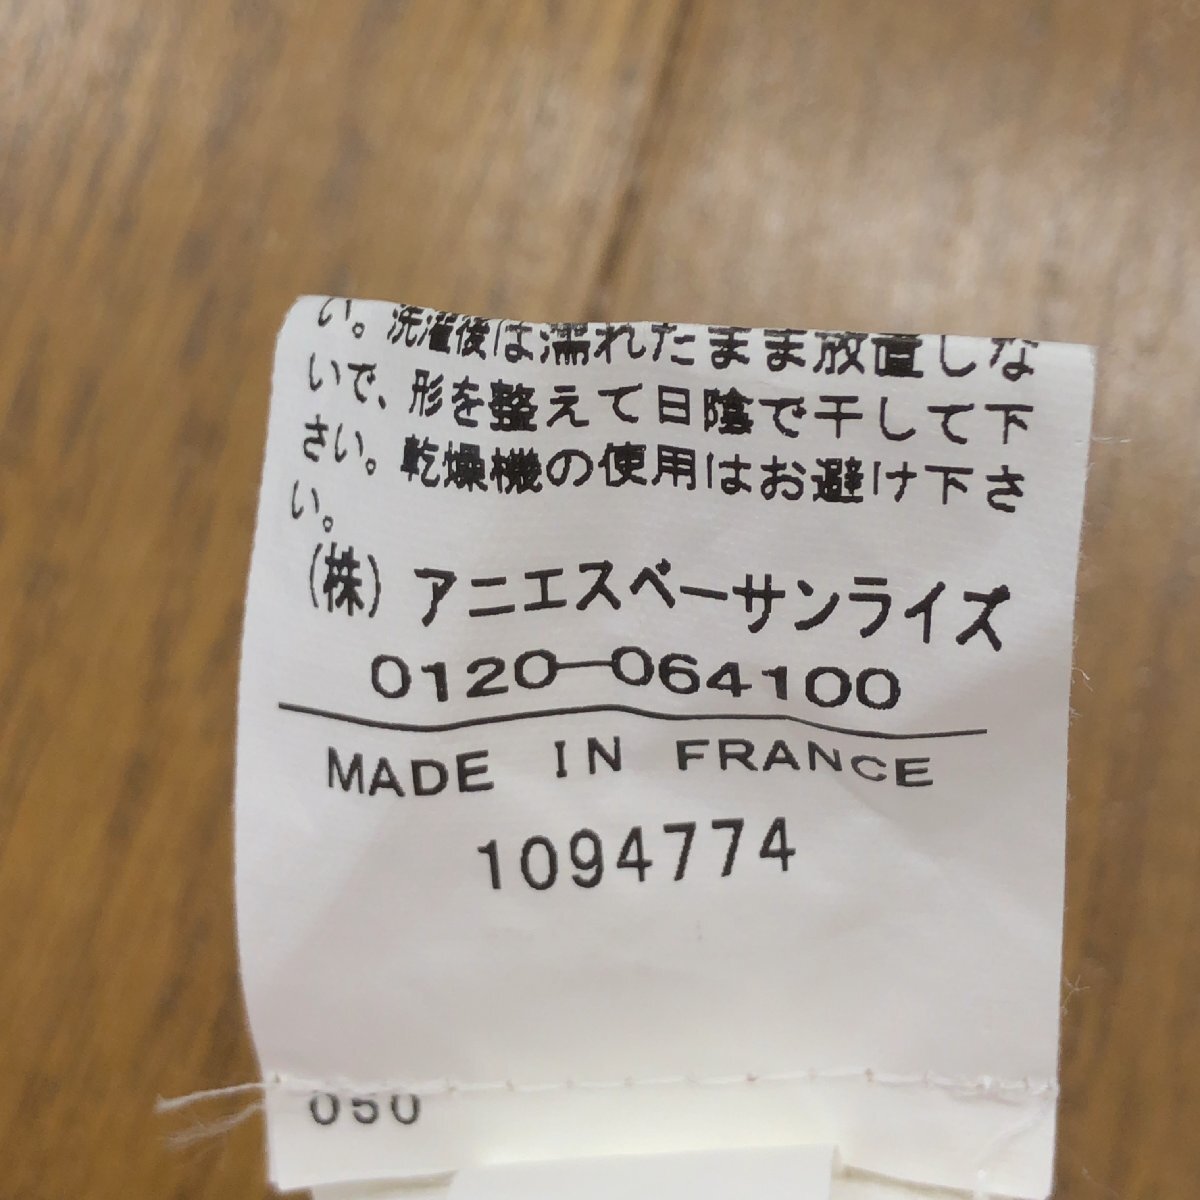 い。洗濯後は濡れたまま放置しな
いで、形を整えて日陰で干して下
さい。乾燥機の使用はお避け下さ
い。
(株) アニエスベーサンライズ
0120-064100
MADE IN FRANCE
1094774
050